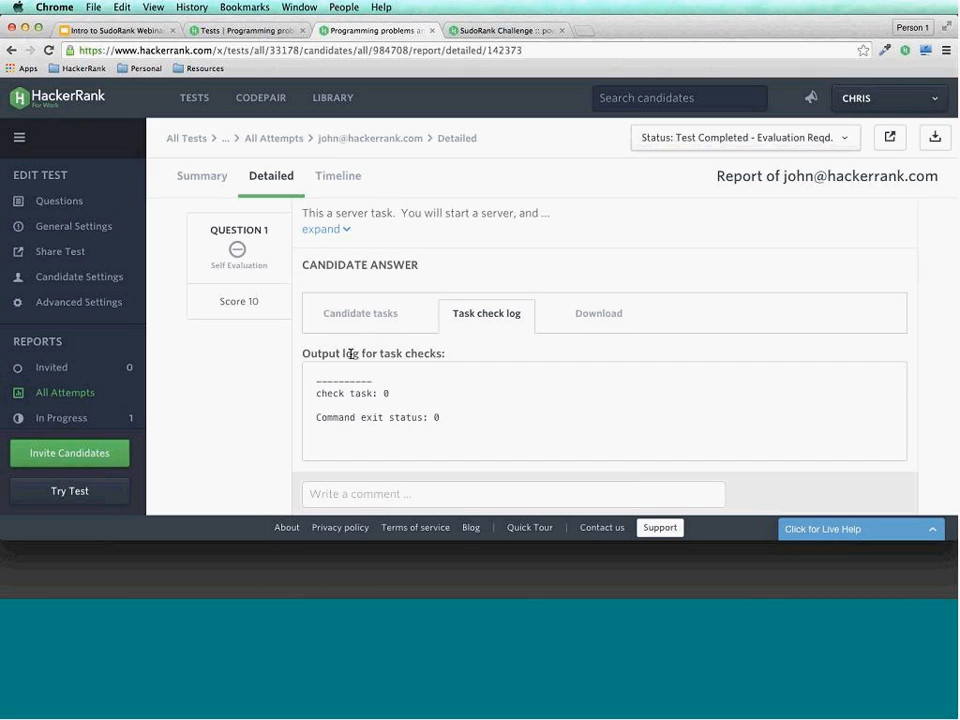 Chrome File Edit View History Bookmarks Window People Help
Intro to SudoRank Webina Tests | Programming prob Programming problems a SudoRank Challenge :: po Person 1
https://www.hackerrank.com/x/tests/all/33178/candidates/all/984708/report/detailed/142373
Apps HackerRank Personal Resources
HackerRank
For Work
TESTS CODEPAIR LIBRARY Search candidates CHRIS
All Tests > ... > All Attempts > john@hackerrank.com > Detailed Status: Test Completed - Evaluation Reqd.
EDIT TEST
Questions
General Settings
Share Test
Candidate Settings
Advanced Settings
REPORTS
Invited 0
All Attempts
In Progress 1
Invite Candidates
Try Test
Summary Detailed Timeline Report of john@hackerrank.com
QUESTION 1
Self Evaluation
Score 10
This a server task. You will start a server, and ...
expand
CANDIDATE ANSWER
Candidate tasks Task check log Download
Output log for task checks:
__________
check task: 0
Command exit status: 0
Write a comment ...
About Privacy policy Terms of service Blog | Quick Tour | Contact us Support Click for Live Help